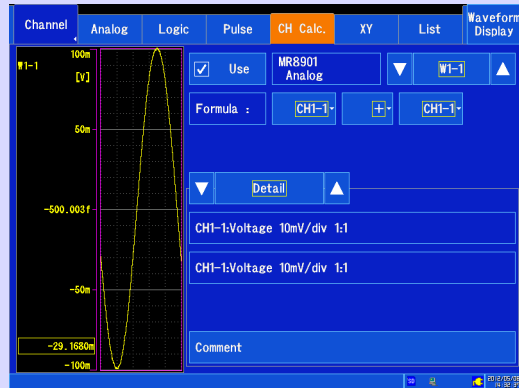 Channel
Analog
Logic
Pulse
CH Calc.
XY
List
Waveform
Display
W1-1
100m
[V]
50m
-500.003f
-50m
-29.1680m
-100m
Use
MR8901
Analog
W1-1
Formula :
CH1-1
+
CH1-1
Detail
CH1-1:Voltage 10mV/div 1:1
CH1-1:Voltage 10mV/div 1:1
Comment
SD